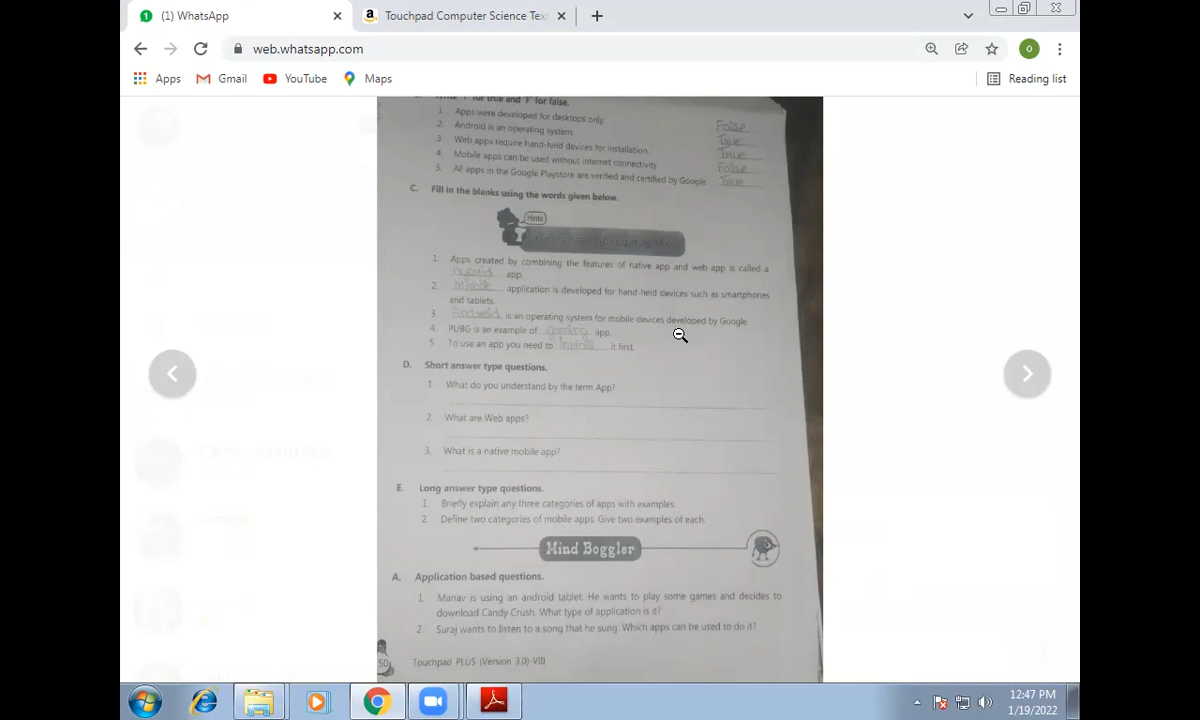 (1) WhatsApp
Touchpad Computer Science Text
web.whatsapp.com
O
Apps
Gmail
YouTube
Maps
Reading list
for true and 'F' for false.
1. Apps were developed for desktops only. False
2. Android is an operating system. True
3. Web apps require hand-held devices for installation. True
4. Mobile apps can be used without internet connectivity False
5. All apps in the Google Playstore are verified and certified by Google. True
C. Fill in the blanks using the words given below.
Hints
1. Apps created by combining the features of native app and web app is called a
hybrid app.
2. Mobile application is developed for hand-held devices such as smartphones
and tablets.
3. Android is an operating system for mobile devices developed by Google
4. PUBG is an example of gaming app.
5. To use an app you need to it first.
D. Short answer type questions.
1. What do you understand by the term App?
2. What are Web apps?
3. What is a native mobile app?
E. Long answer type questions.
1. Briefly explain any three categories of apps with examples.
2. Define two categories of mobile apps. Give two examples of each.
Mind Boggler
A. Application based questions.
1. Manav is using an android tablet. He wants to play some games and decides to
download Candy Crush. What type of application is it?
2. Suraj wants to listen to a song that he sung. Which apps can be used to do it?
50 Touchpad PLUS (Version 3.0)-VIII
12:47 PM
1/19/2022